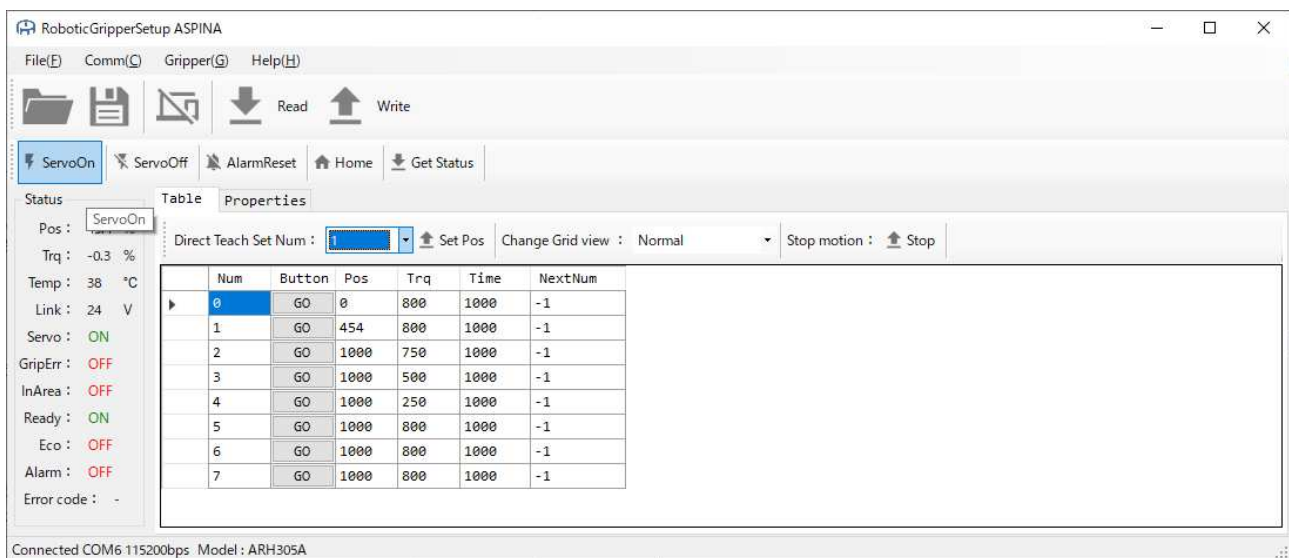 RoboticGripperSetup ASPINA
File(F) Comm(C) Gripper(G) Help(H)
Read Write
ServoOn ServoOff AlarmReset Home Get Status
Status
Table Properties
ServoOn
Pos : %
Direct Teach Set Num : 1 Set Pos Change Grid view : Normal Stop motion : Stop
Trq : -0.3 %
Temp : 38 °C
Link : 24 V
Servo : ON
GripErr : OFF
InArea : OFF
Ready : ON
Eco : OFF
Alarm : OFF
Error code : -
Num Button Pos Trq Time NextNum
0 GO 0 800 1000 -1
1 GO 454 800 1000 -1
2 GO 1000 750 1000 -1
3 GO 1000 500 1000 -1
4 GO 1000 250 1000 -1
5 GO 1000 800 1000 -1
6 GO 1000 800 1000 -1
7 GO 1000 800 1000 -1
Connected COM6 115200bps Model : ARH305A